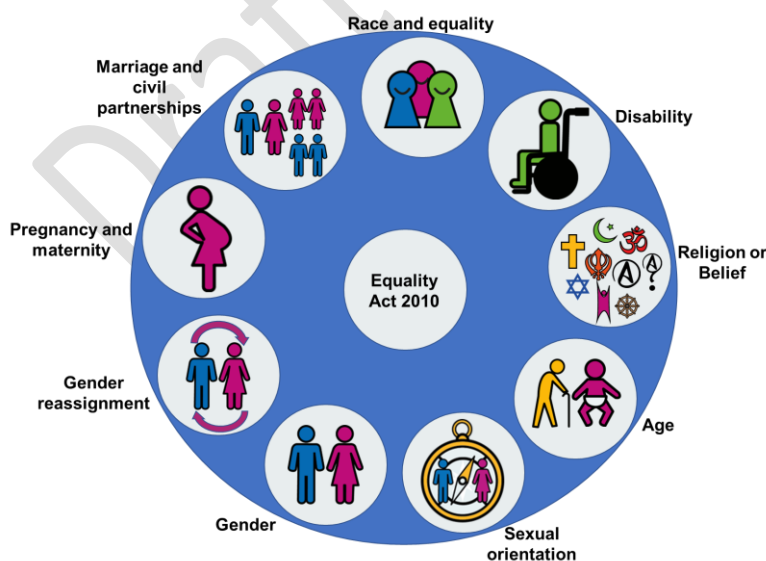 Draft
Race and equality
Marriage and
civil
partnerships
Disability
Pregnancy and
maternity
Religion or
Belief
Equality
Act 2010
Gender
reassignment
Age
Gender
Sexual
orientation